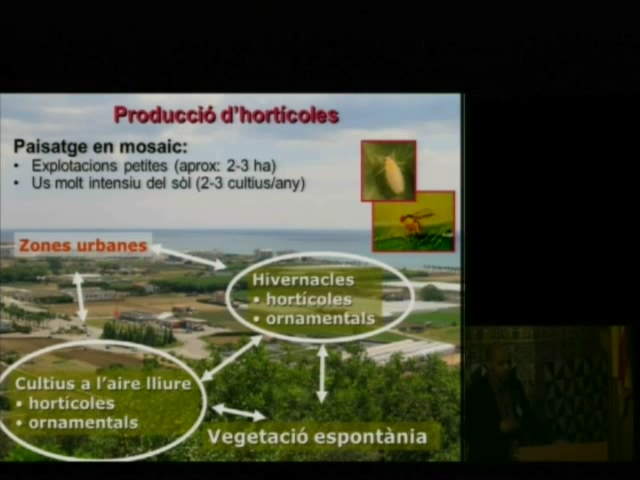 Producció d'hortícoles
Paisatge en mosaic:
• Explotacions petites (aprox: 2-3 ha)
• Us molt intensiu del sòl (2-3 cultius/any)
Zones urbanes
Hivernacles
• hortícoles
• ornamentals
Cultius a l'aire lliure
• hortícoles
• ornamentals
Vegetació espontània